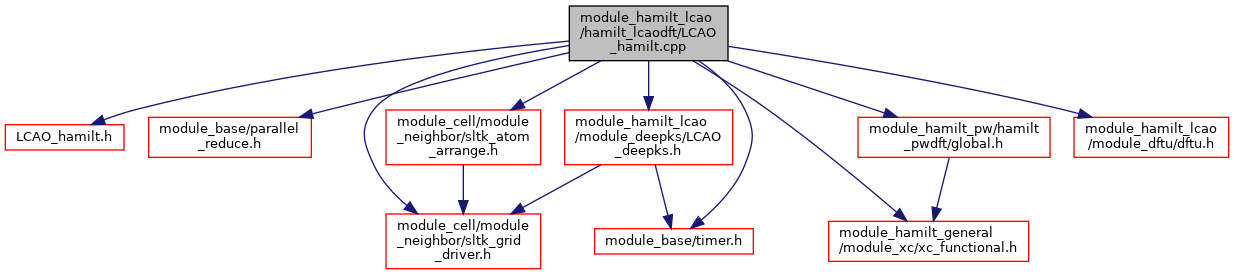 module_hamilt_lcao
/hamilt_lcaodft/LCAO
_hamilt.cpp
LCAO_hamilt.h
module_base/parallel
_reduce.h
module_cell/module
_neighbor/sltk_atom
_arrange.h
module_hamilt_lcao
/module_deepks/LCAO
_deepks.h
module_hamilt_pw/hamilt
_pwdft/global.h
module_hamilt_lcao
/module_dftu/dftu.h
module_cell/module
_neighbor/sltk_grid
_driver.h
module_base/timer.h
module_hamilt_general
/module_xc/xc_functional.h